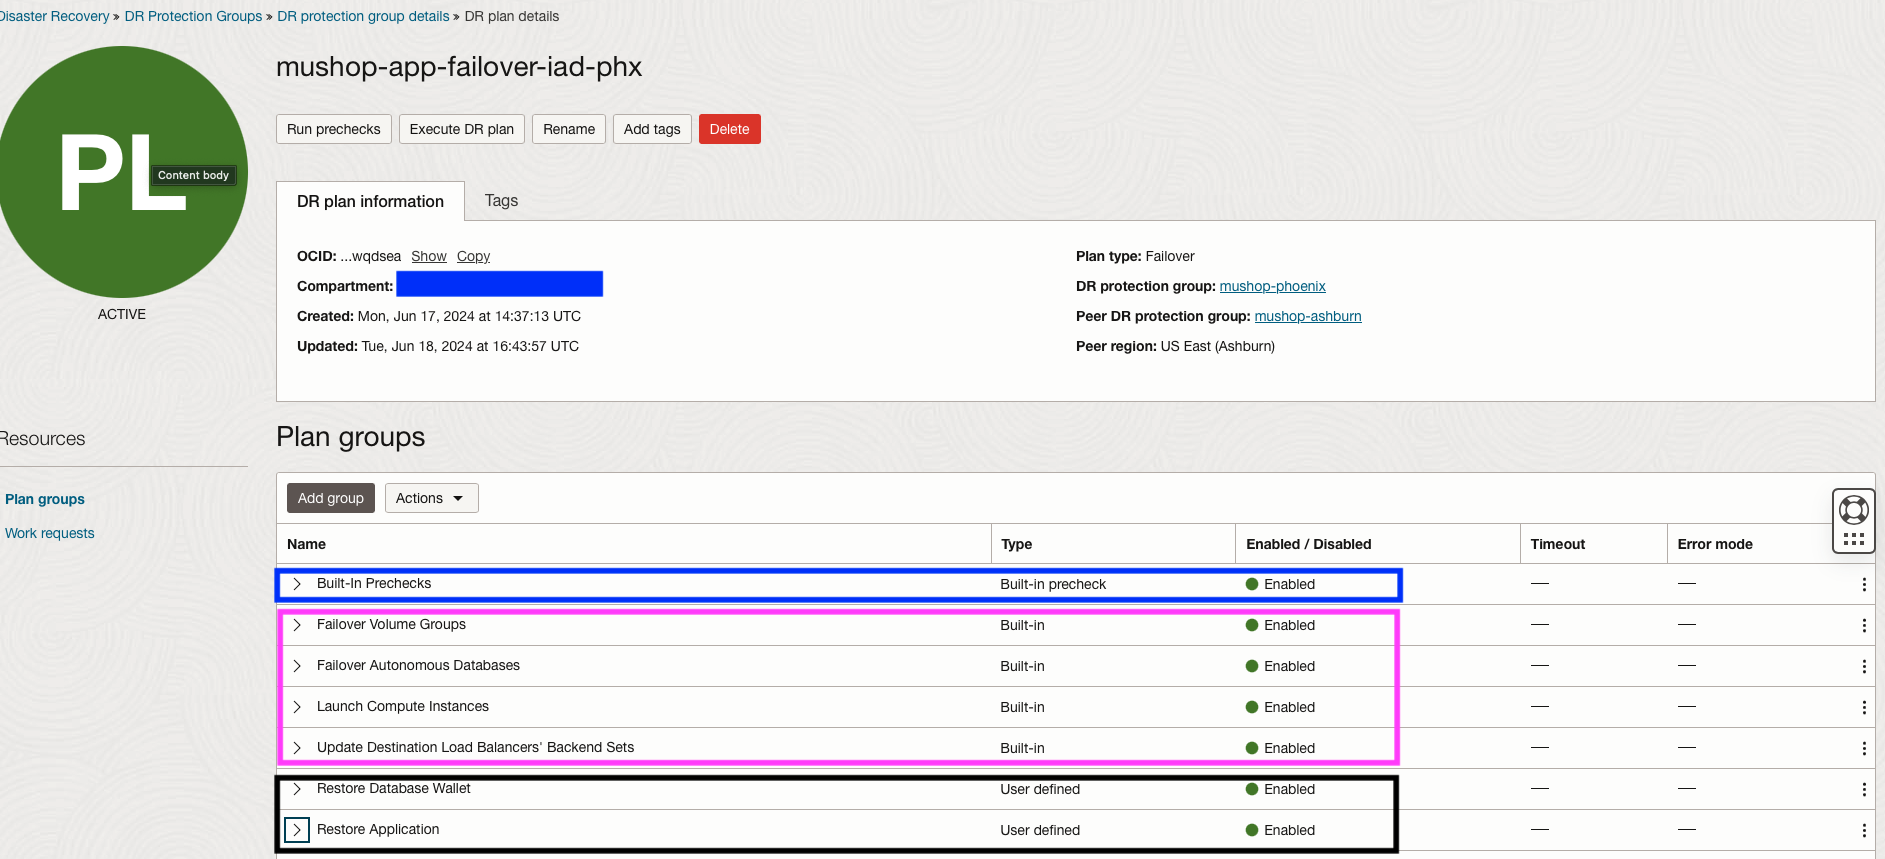 Disaster Recovery » DR Protection Groups » DR protection group details » DR plan details
PL
Content body
ACTIVE
mushop-app-failover-iad-phx
Run prechecks Execute DR plan Rename Add tags Delete
DR plan information Tags
OCID: ...wqdsea Show Copy
Compartment:
Created: Mon, Jun 17, 2024 at 14:37:13 UTC
Updated: Tue, Jun 18, 2024 at 16:43:57 UTC
Plan type: Failover
DR protection group: mushop-phoenix
Peer DR protection group: mushop-ashburn
Peer region: US East (Ashburn)
Resources
Plan groups
Work requests
Plan groups
Add group Actions
Name Type Enabled / Disabled Timeout Error mode
Built-In Prechecks Built-in precheck Enabled — —
Failover Volume Groups Built-in Enabled — —
Failover Autonomous Databases Built-in Enabled — —
Launch Compute Instances Built-in Enabled — —
Update Destination Load Balancers' Backend Sets Built-in Enabled — —
Restore Database Wallet User defined Enabled — —
Restore Application User defined Enabled — —